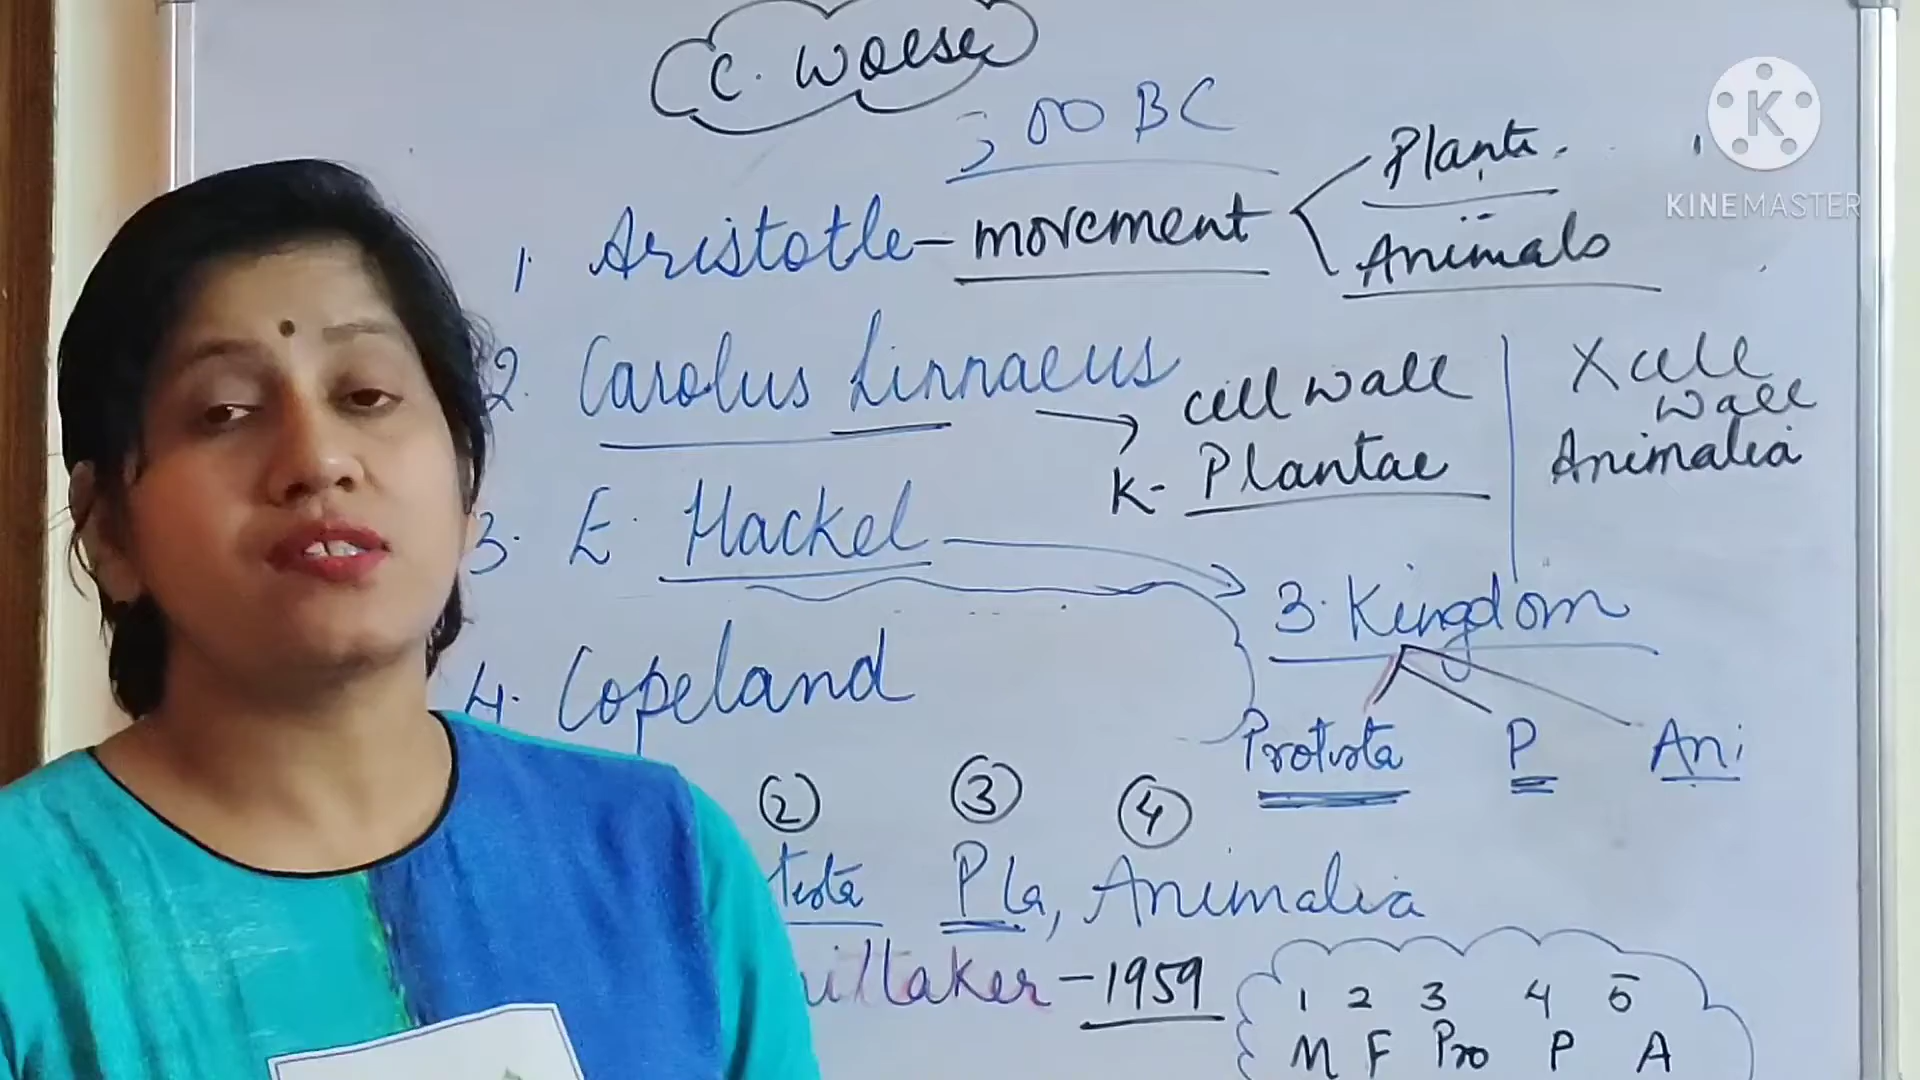 C. Woese
300 BC
K
KINEMASTER
1. Aristotle - movement
Plants
Animals
2. Carolus Linnaeus
cell wall
K- Plantae
X cell
wall
Animalia
3. E. Hackel
3. Kingdom
Protista P Ani
4. Copeland
2 3 4
tista Pla, Animalia
hittaker - 1959
1 2 3 4 5
M F Pro P A